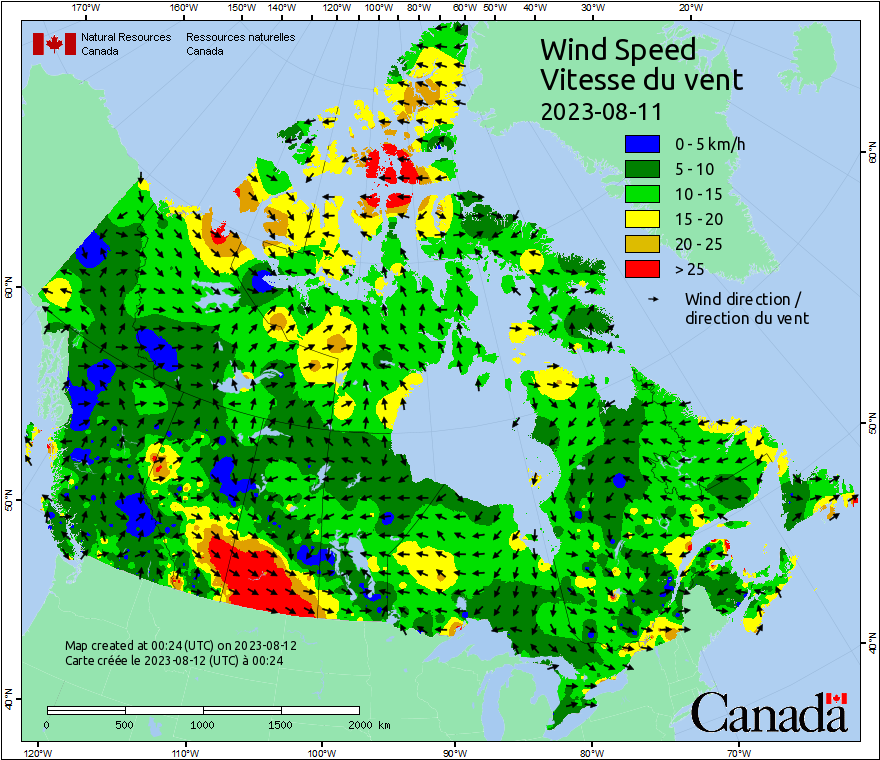 170°W 160°W 150°W 140°W 120°W 100°W 80°W 60°W 50°W 40°W 30°W 20°W
Natural Resources Ressources naturelles
Canada Canada
Wind Speed
Vitesse du vent
2023-08-11
0 - 5 km/h
5 - 10
10 - 15
15 - 20
20 - 25
> 25
Wind direction /
direction du vent
60°N 60°N
50°N 50°N
40°N 40°N
Map created at 00:24 (UTC) on 2023-08-12
Carte créée le 2023-08-12 (UTC) à 00:24
0 500 1000 1500 2000 km
Canada
120°W 110°W 100°W 90°W 80°W 70°W